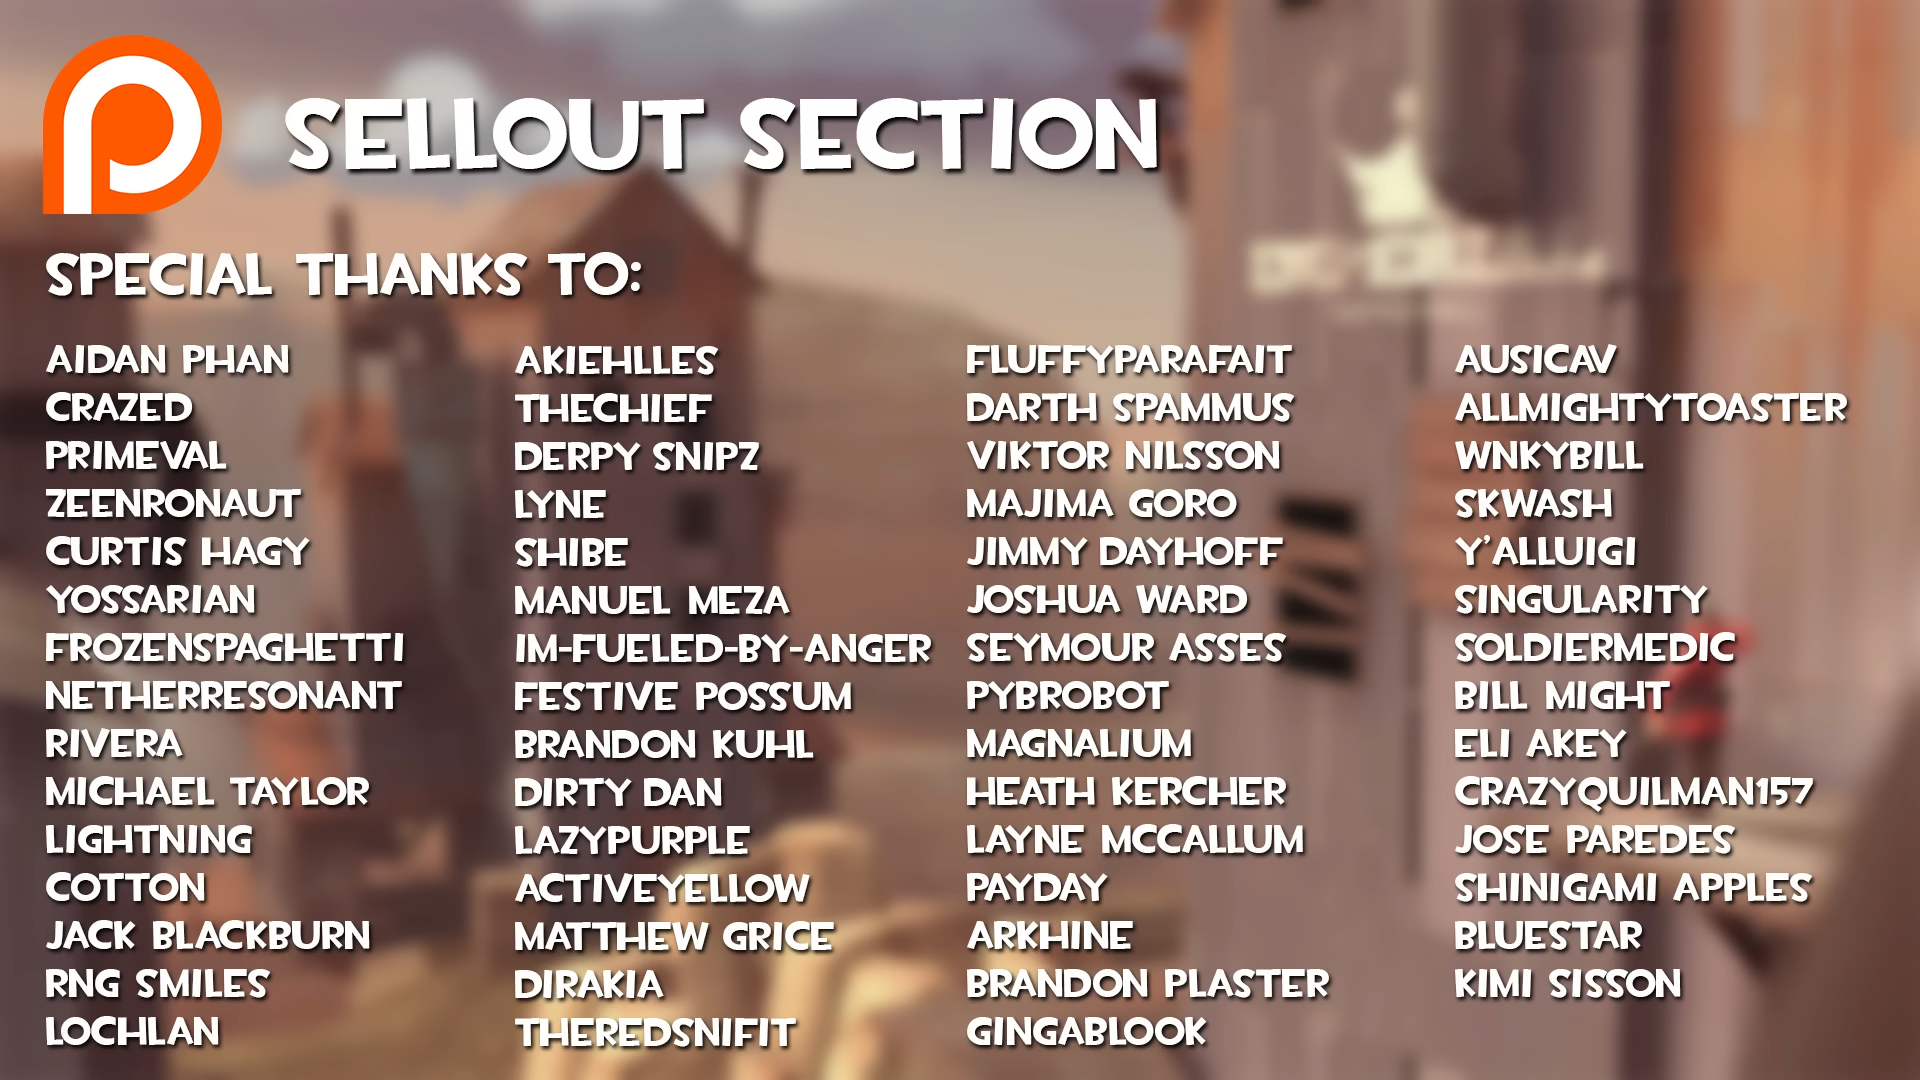 SELLOUT SECTION
SPECIAL THANKS TO:
AIDAN PHAN
CRAZED
PRIMEVAL
ZEENRONAUT
CURTIS HAGY
YOSSARIAN
FROZENSPAGHETTI
NETHERRESONANT
RIVERA
MICHAEL TAYLOR
LIGHTNING
COTTON
JACK BLACKBURN
RNG SMILES
LOCHLAN
AKIEHLLES
THECHIEF
DERPY SNIPZ
LYNE
SHIBE
MANUEL MEZA
IM-FUELED-BY-ANGER
FESTIVE POSSUM
BRANDON KUHL
DIRTY DAN
LAZYPURPLE
ACTIVEYELLOW
MATTHEW GRICE
DIRAKIA
THEREDSNIFIT
FLUFFYPARAFAIT
DARTH SPAMMUS
VIKTOR NILSSON
MAJIMA GORO
JIMMY DAYHOFF
JOSHUA WARD
SEYMOUR ASSES
PYBROBOT
MAGNALIUM
HEATH KERCHER
LAYNE MCCALLUM
PAYDAY
ARKHINE
BRANDON PLASTER
GINGABLOOK
AUSICAV
ALLMIGHTYTOASTER
WNKYBILL
SKWASH
Y'ALLUIGI
SINGULARITY
SOLDIERMEDIC
BILL MIGHT
ELI AKEY
CRAZYQUILMAN157
JOSE PAREDES
SHINIGAMI APPLES
BLUESTAR
KIMI SISSON